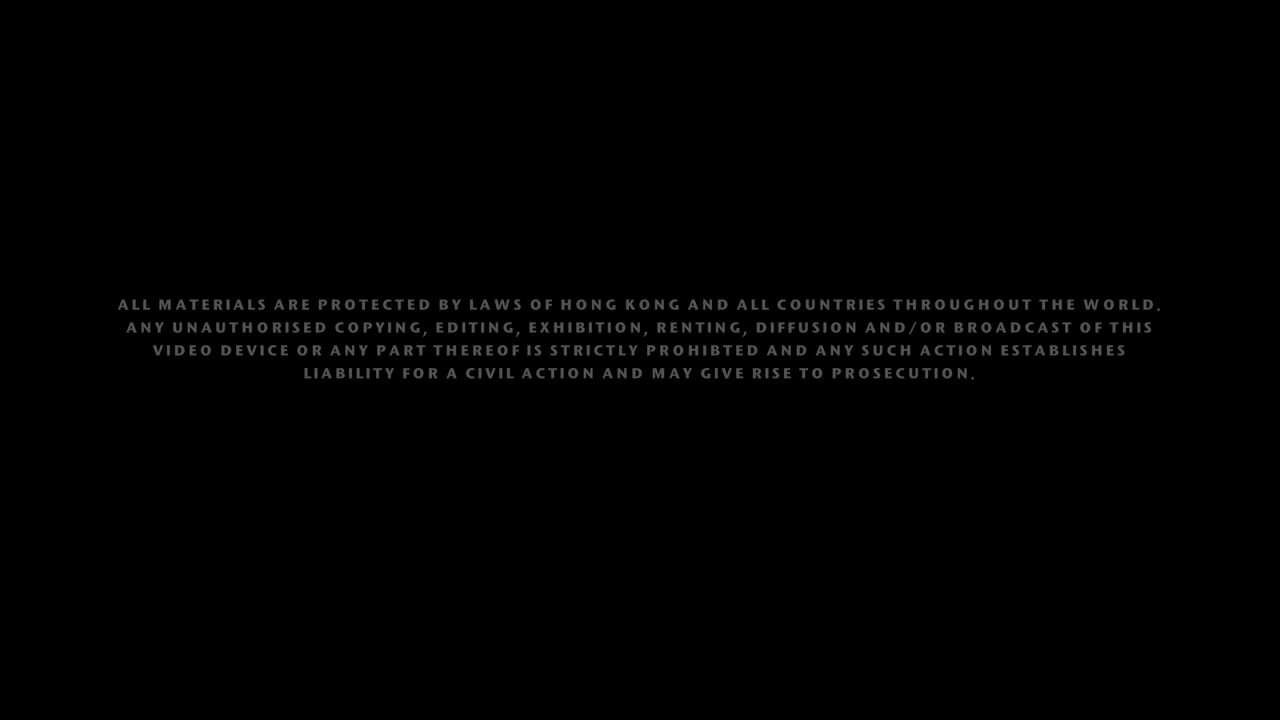 ALL MATERIALS ARE PROTECTED BY LAWS OF HONG KONG AND ALL COUNTRIES THROUGHOUT THE WORLD.
ANY UNAUTHORISED COPYING, EDITING, EXHIBITION, RENTING, DIFFUSION AND/OR BROADCAST OF THIS
VIDEO DEVICE OR ANY PART THEREOF IS STRICTLY PROHIBTED AND ANY SUCH ACTION ESTABLISHES
LIABILITY FOR A CIVIL ACTION AND MAY GIVE RISE TO PROSECUTION.